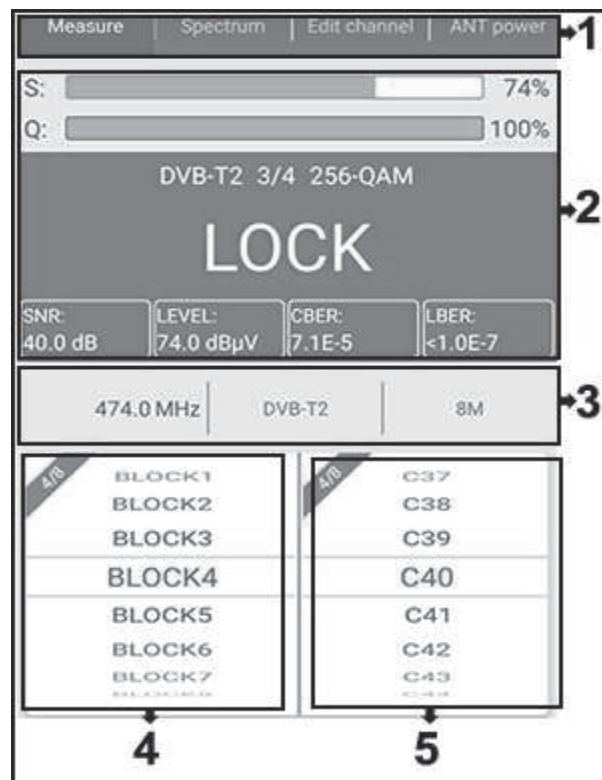 Measure Spectrum Edit channel ANT power 1
S: 74%
Q: 100%
DVB-T2 3/4 256-QAM
2
LOCK
SNR: LEVEL: CBER: LBER:
40.0 dB 74.0 dBμV 7.1E-5 <1.0E-7
474.0 MHz DVB-T2 8M 3
4/8 BLOCK1 4/8 C37
BLOCK2 C38
BLOCK3 C39
BLOCK4 C40
BLOCK5 C41
BLOCK6 C42
BLOCK7 C43
BLOCK8 C44
4 5